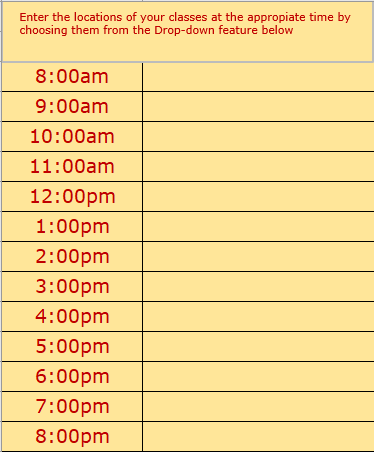 Enter the locations of your classes at the appropiate time by
choosing them from the Drop-down feature below
8:00am
9:00am
10:00am
11:00am
12:00pm
1:00pm
2:00pm
3:00pm
4:00pm
5:00pm
6:00pm
7:00pm
8:00pm